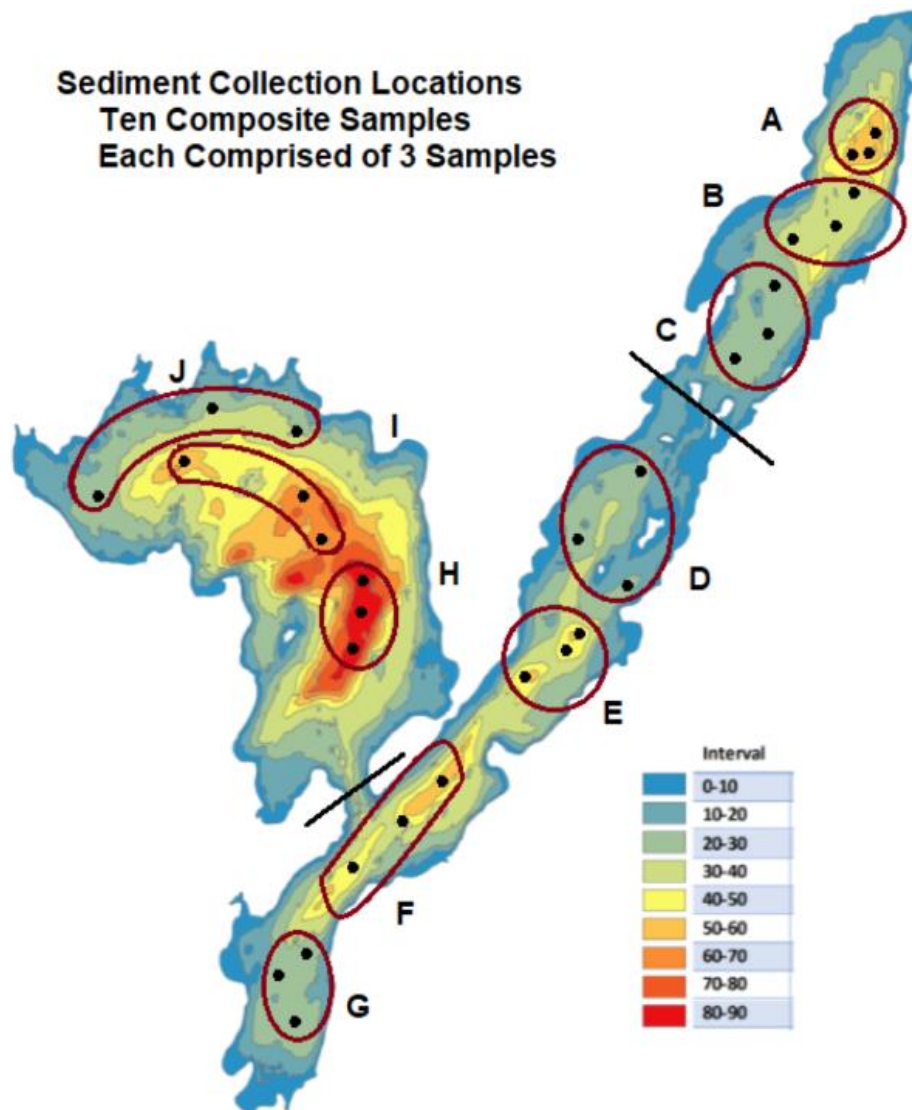 Sediment Collection Locations
Ten Composite Samples
Each Comprised of 3 Samples
A
B
C
J
I
H
D
E
F
G
Interval
0-10
10-20
20-30
30-40
40-50
50-60
60-70
70-80
80-90